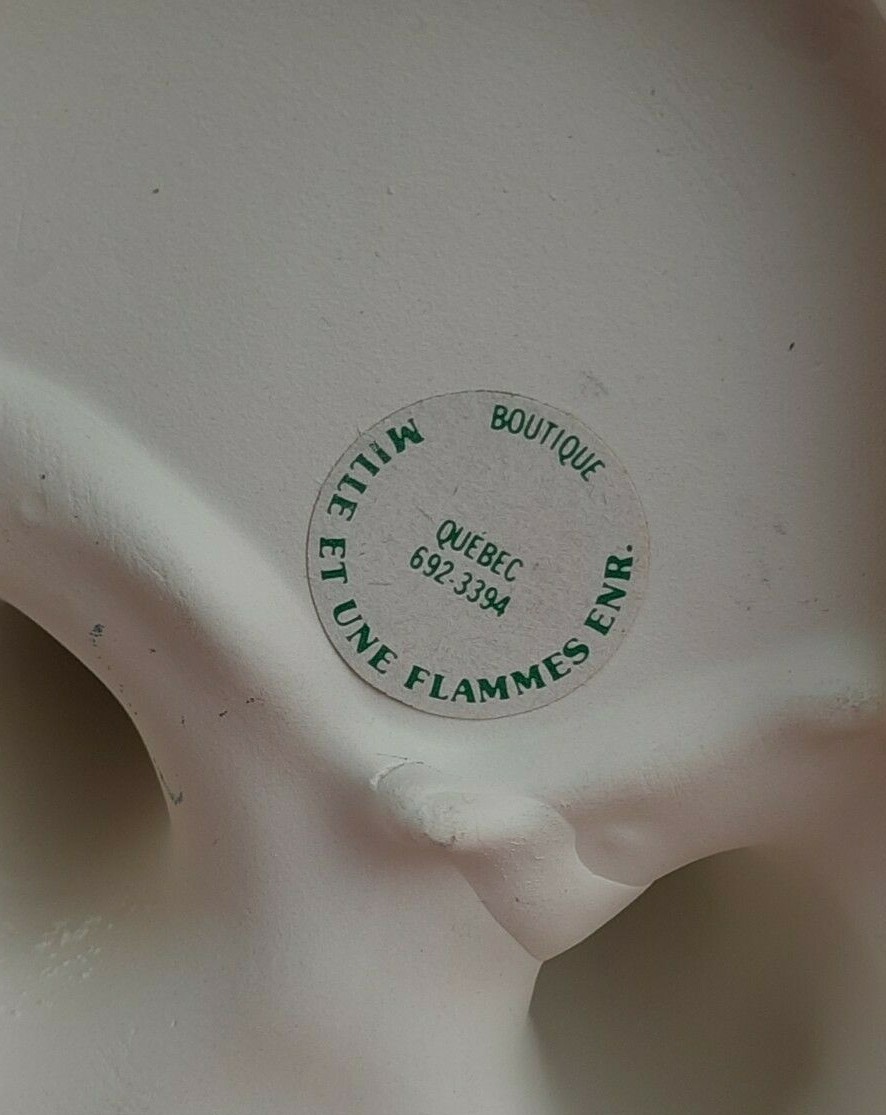 BOUTIQUE
MILLE ET UNE FLAMMES ENR.
QUÉBEC
692-3394